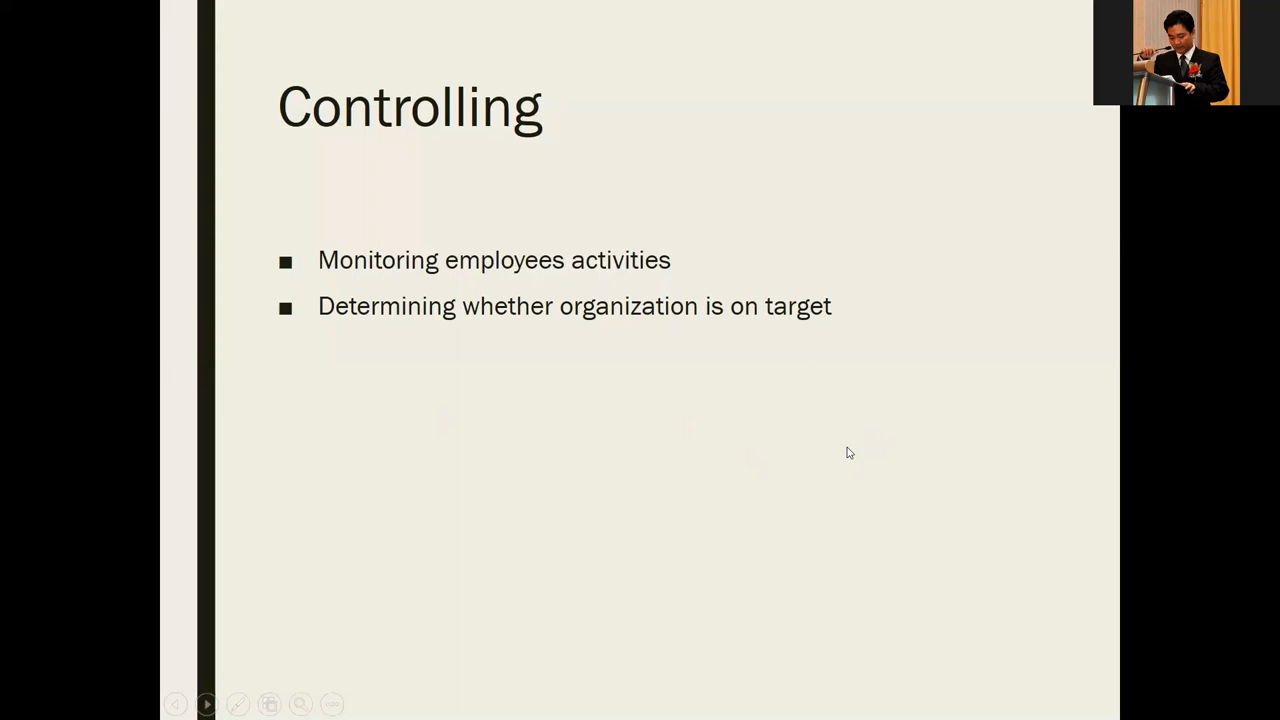 Controlling
■ Monitoring employees activities
■ Determining whether organization is on target